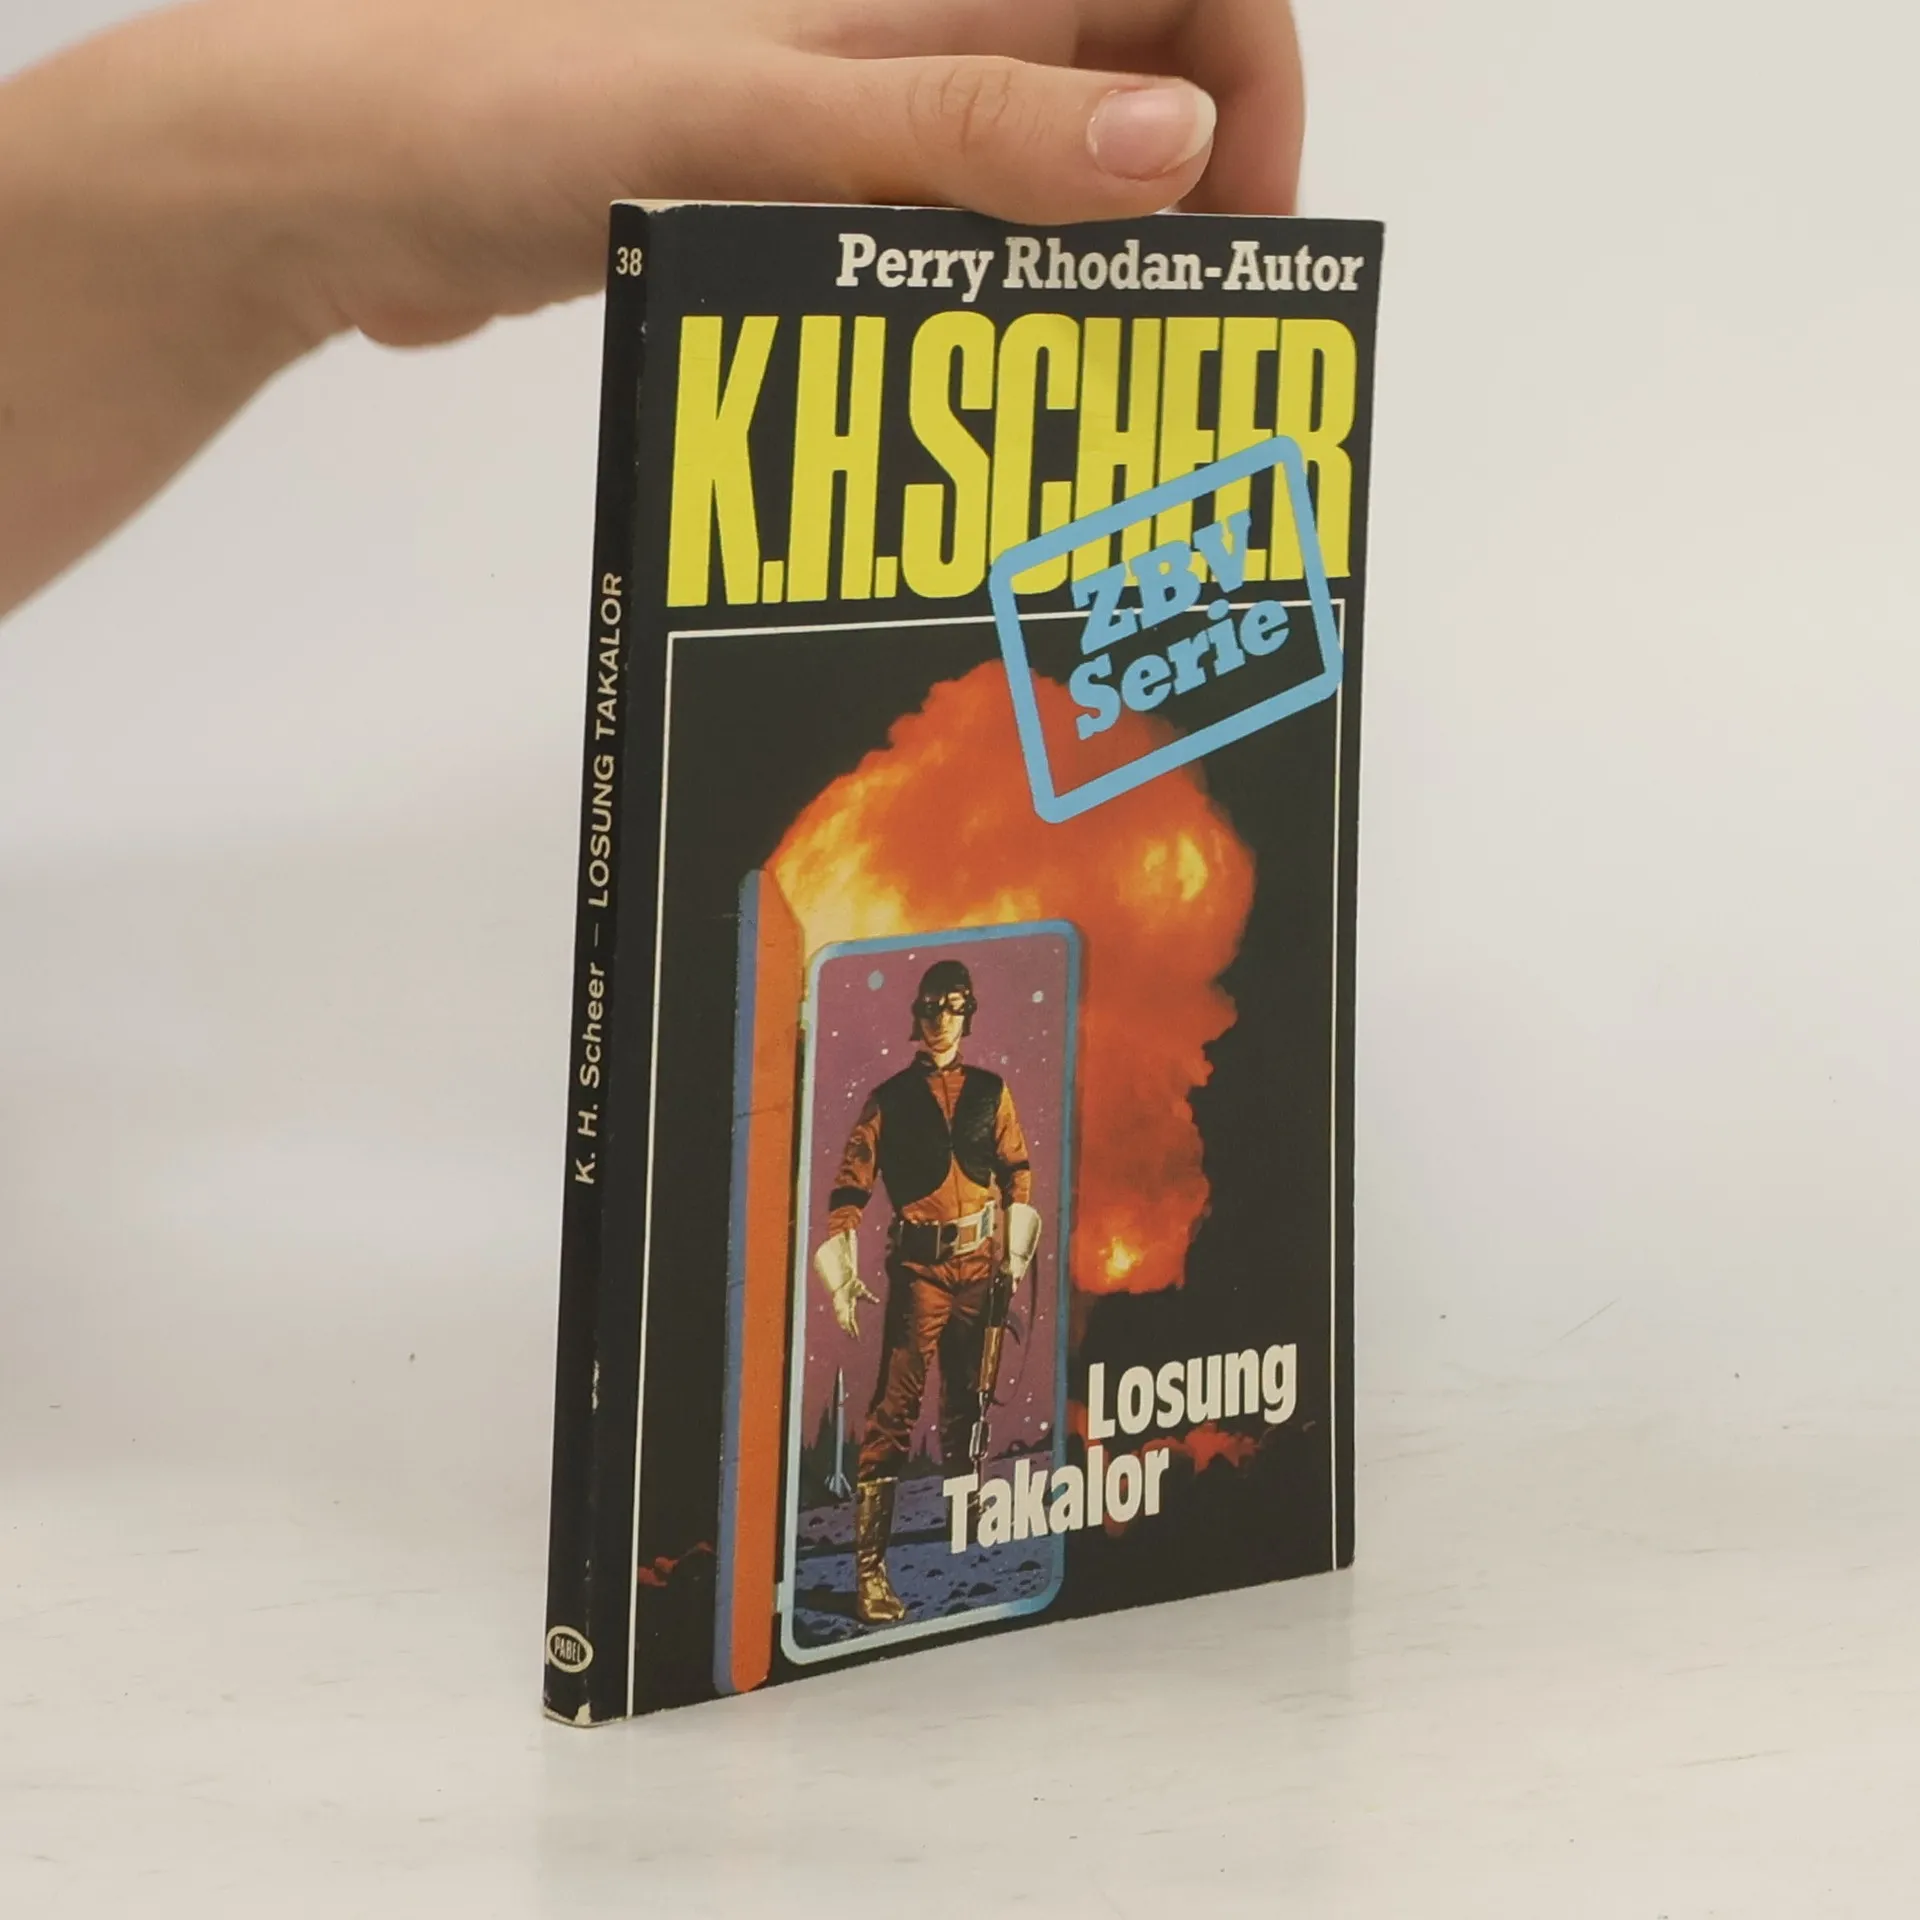 38
Perry Rhodan-Autor
K.H.SCHEER
ZBV
Serie
K. H. Scheer – LOSUNG TAKALOR
Losung
Takalor
PABEL